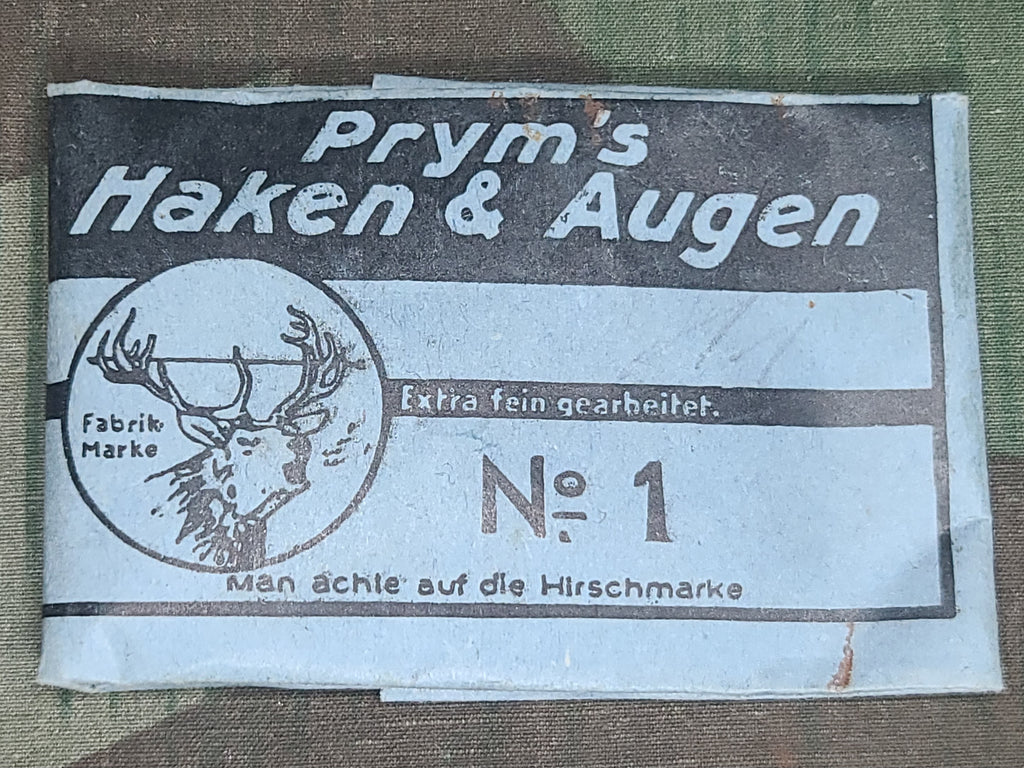 Prym's
Haken & Augen
Fabrik-
Marke
Extra fein gearbeitet.
No 1
Man achte auf die Hirschmarke